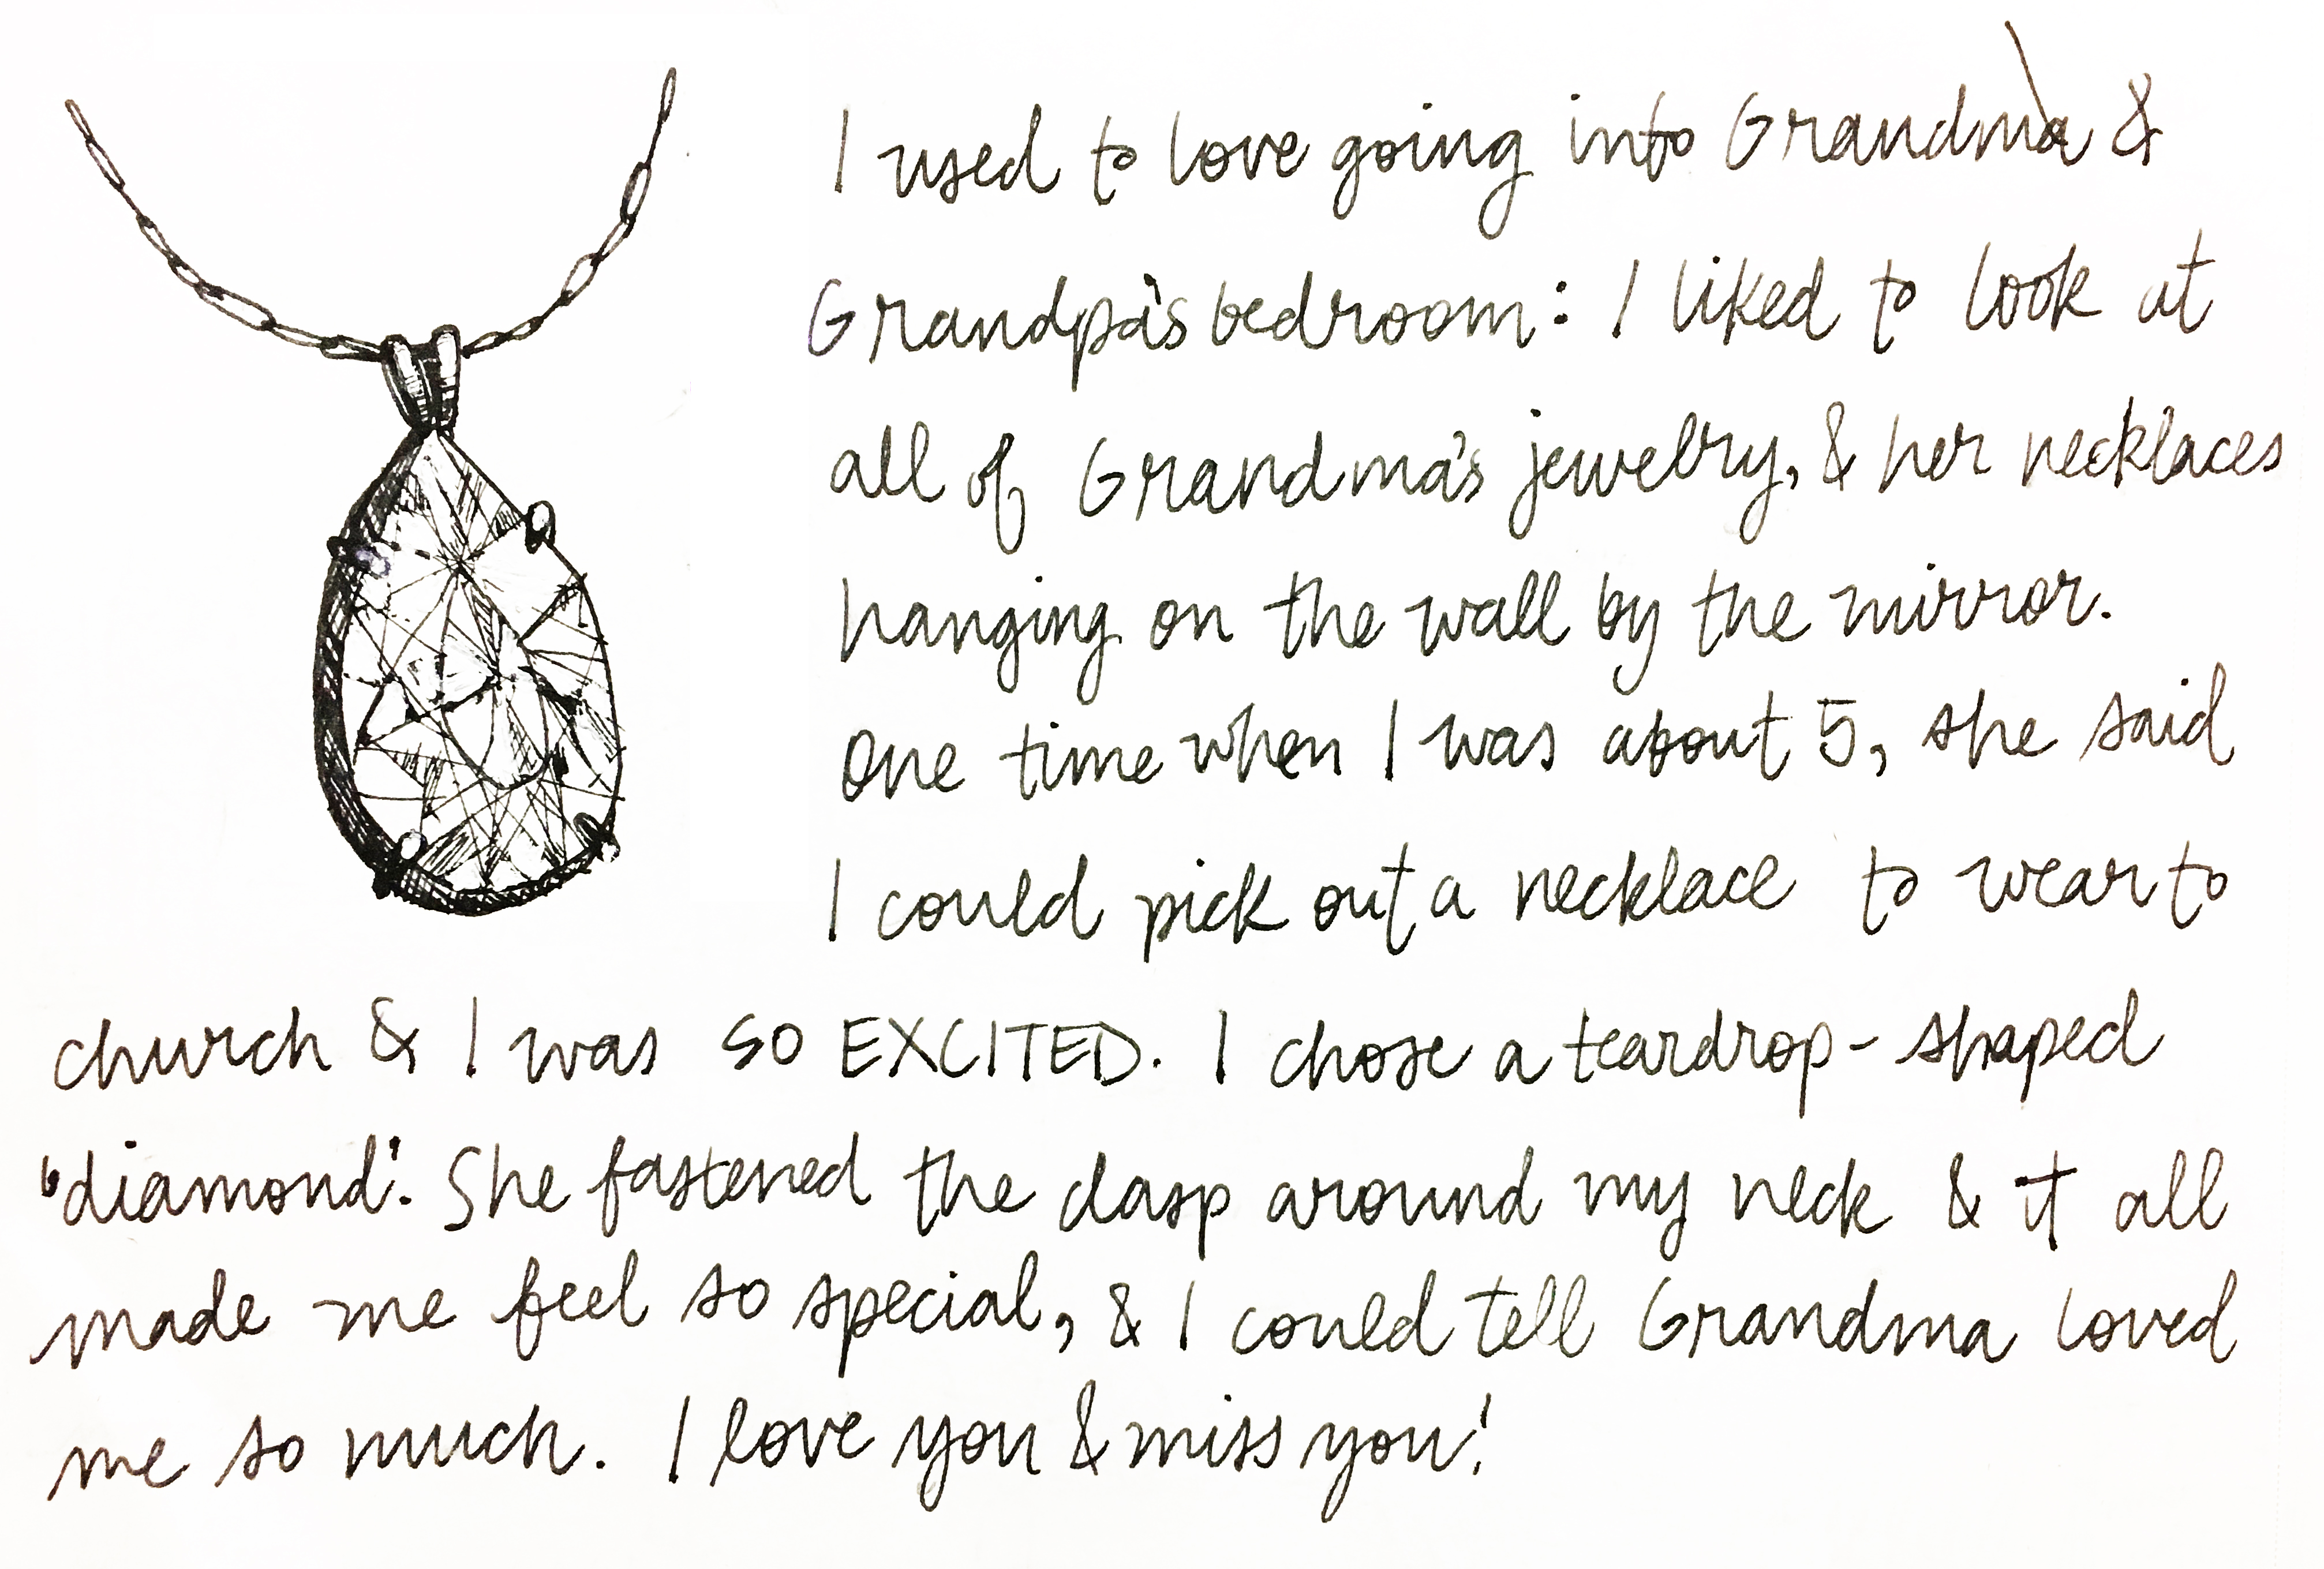 I used to love going into Grandma &
Grandpa's bedroom: I liked to look at
all of Grandma's jewelry, & her necklaces
hanging on the wall by the mirror.
One time when I was about 5, she said
I could pick out a necklace to wear to
church & I was SO EXCITED. I chose a teardrop-shaped
'diamond'. She fastened the clasp around my neck & it all
made me feel so special, & I could tell Grandma loved
me so much. I love you & miss you!